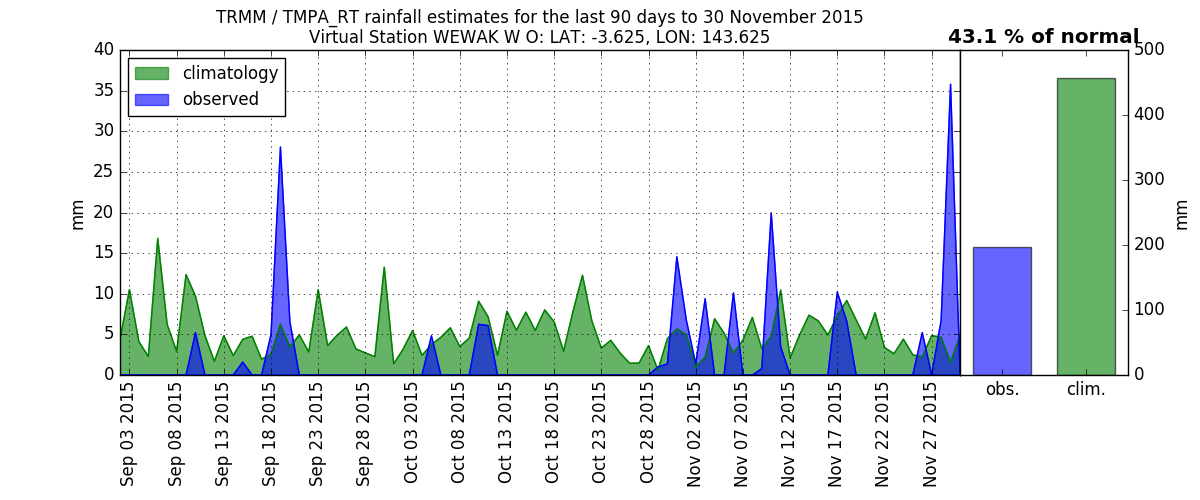 TRMM / TMPA_RT rainfall estimates for the last 90 days to 30 November 2015
Virtual Station WEWAK W O: LAT: -3.625, LON: 143.625
43.1 % of normal
climatology
observed
mm
40
35
30
25
20
15
10
5
0
Sep 03 2015
Sep 08 2015
Sep 13 2015
Sep 18 2015
Sep 23 2015
Sep 28 2015
Oct 03 2015
Oct 08 2015
Oct 13 2015
Oct 18 2015
Oct 23 2015
Oct 28 2015
Nov 02 2015
Nov 07 2015
Nov 12 2015
Nov 17 2015
Nov 22 2015
Nov 27 2015
obs.
clim.
500
400
300
200
100
0
mm